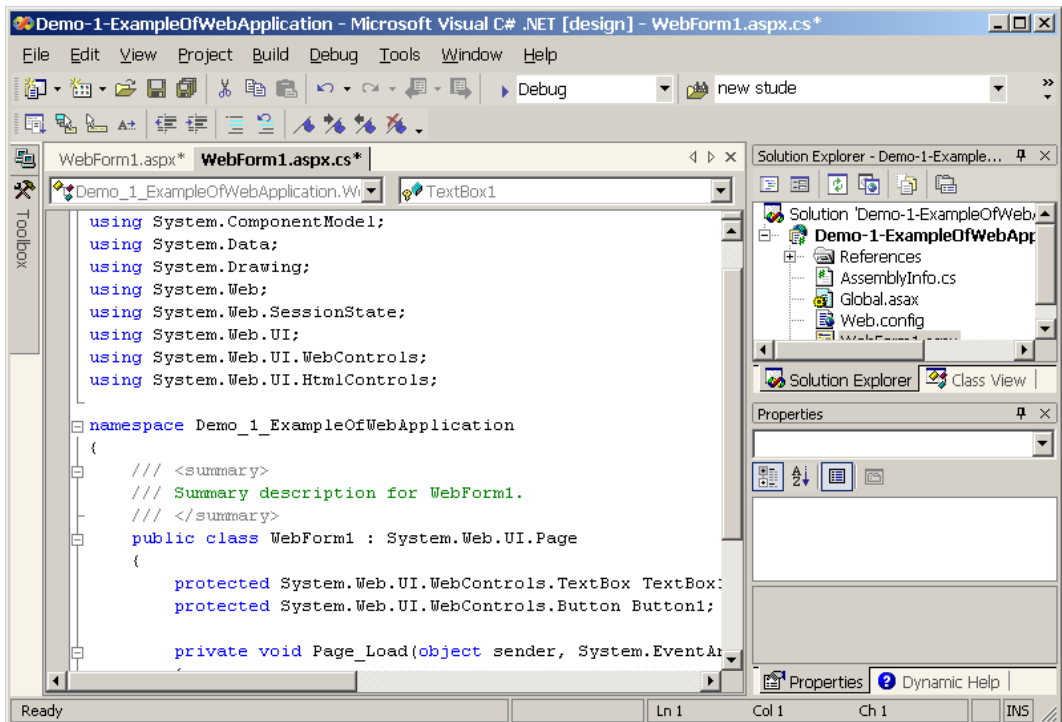 Demo-1-ExampleOfWebApplication - Microsoft Visual C# .NET [design] - WebForm1.aspx.cs*
File Edit View Project Build Debug Tools Window Help
Debug new stude
WebForm1.aspx* WebForm1.aspx.cs*
Demo_1_ExampleOfWebApplication.W TextBox1
Toolbox
using System.ComponentModel;
using System.Data;
using System.Drawing;
using System.Web;
using System.Web.SessionState;
using System.Web.UI;
using System.Web.UI.WebControls;
using System.Web.UI.HtmlControls;
namespace Demo_1_ExampleOfWebApplication
{
/// <summary>
/// Summary description for WebForm1.
/// </summary>
public class WebForm1 : System.Web.UI.Page
{
protected System.Web.UI.WebControls.TextBox TextBox1
protected System.Web.UI.WebControls.Button Button1;
private void Page_Load(object sender, System.EventAr
Solution Explorer - Demo-1-Example...
Solution 'Demo-1-ExampleOfWeb
Demo-1-ExampleOfWebApp
References
AssemblyInfo.cs
Global.asax
Web.config
WebForm1.aspx
Solution Explorer Class View
Properties
Properties Dynamic Help
Ready Ln 1 Col 1 Ch 1 INS